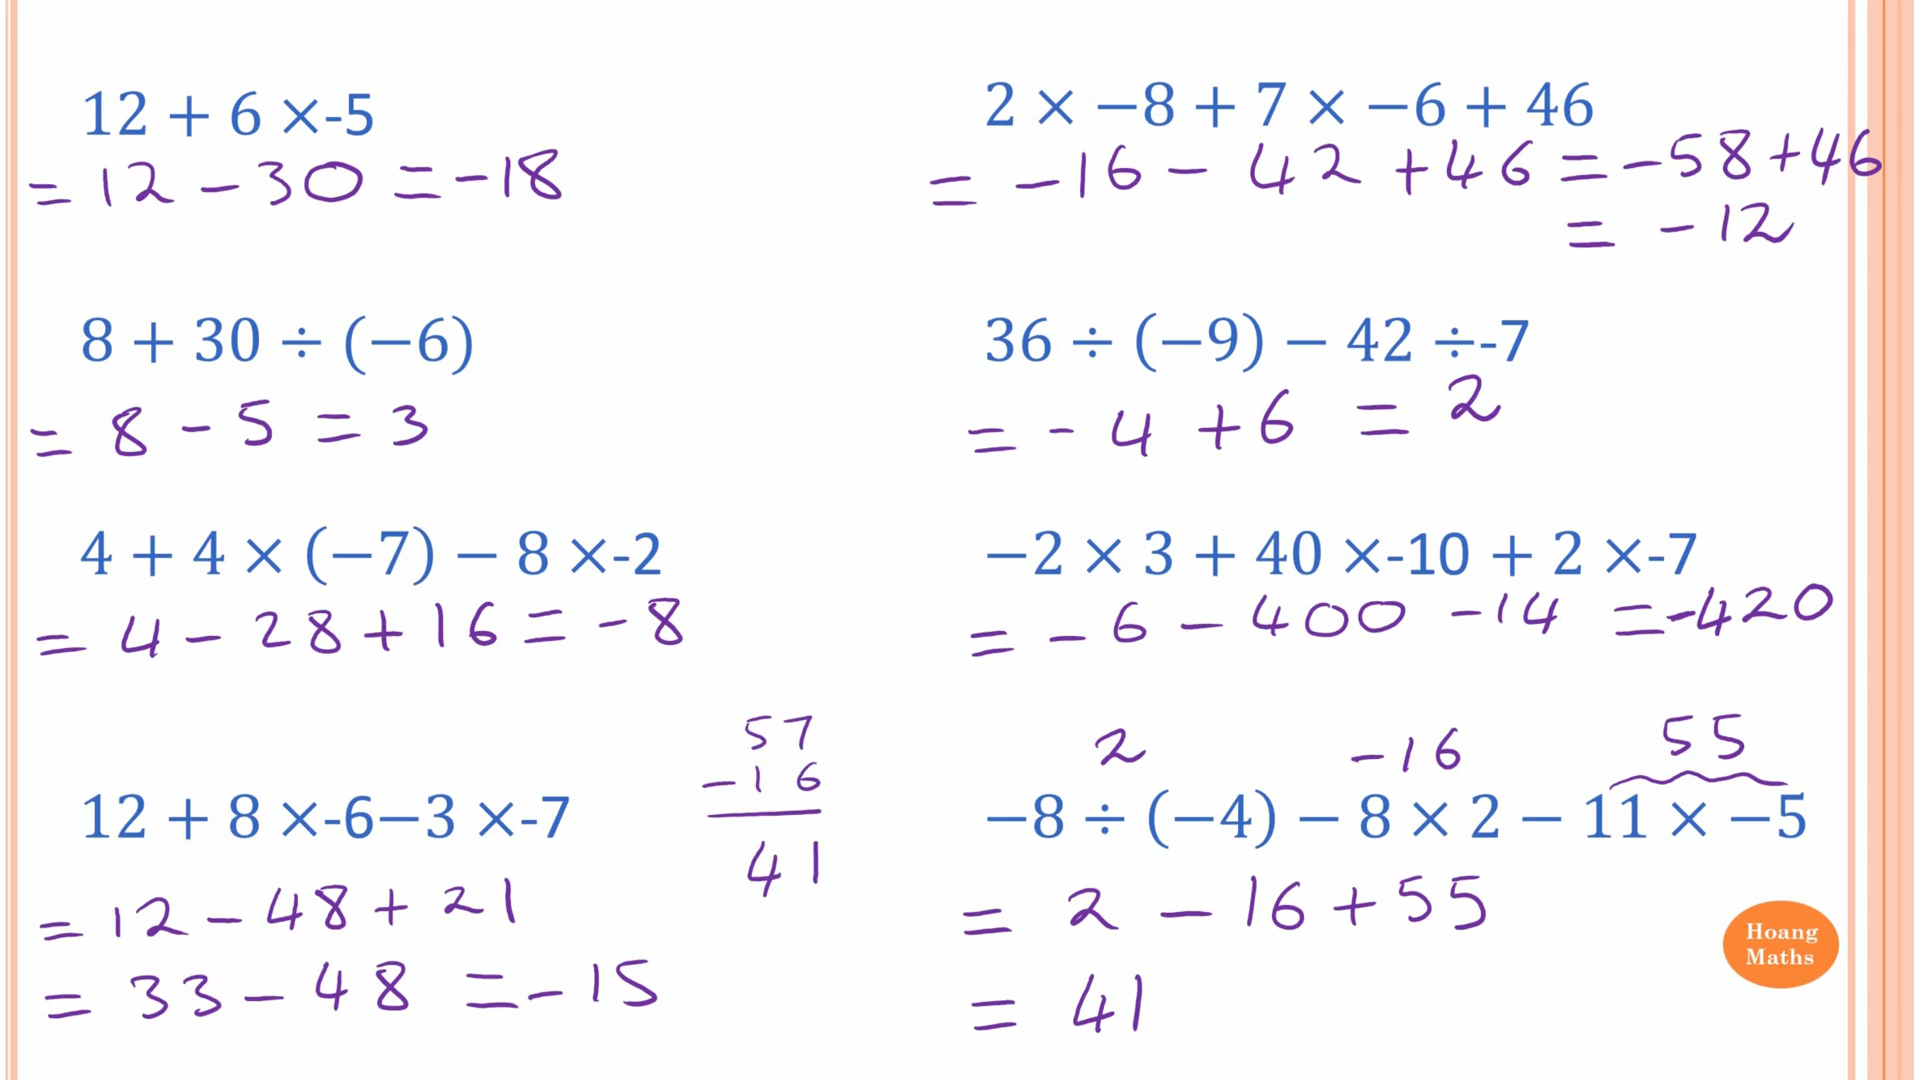 12 + 6 ×-5
= 12 - 30 = -18
8 + 30 ÷ (−6)
= 8 - 5 = 3
4 + 4 × (−7) − 8 ×-2
= 4 - 28 + 16 = -8
12 + 8 ×-6−3 ×-7
= 12 - 48 + 21
= 33 - 48 = -15
57
-16
41
2 × −8 + 7 × −6 + 46
= -16 - 42 + 46 = -58 + 46
= -12
36 ÷ (−9) − 42 ÷-7
= -4 + 6 = 2
−2 × 3 + 40 ×-10 + 2 ×-7
= -6 - 400 -14 = -420
2 -16 55
−8 ÷ (−4) − 8 × 2 − 11 × −5
= 2 - 16 + 55
= 41
Hoang
Maths